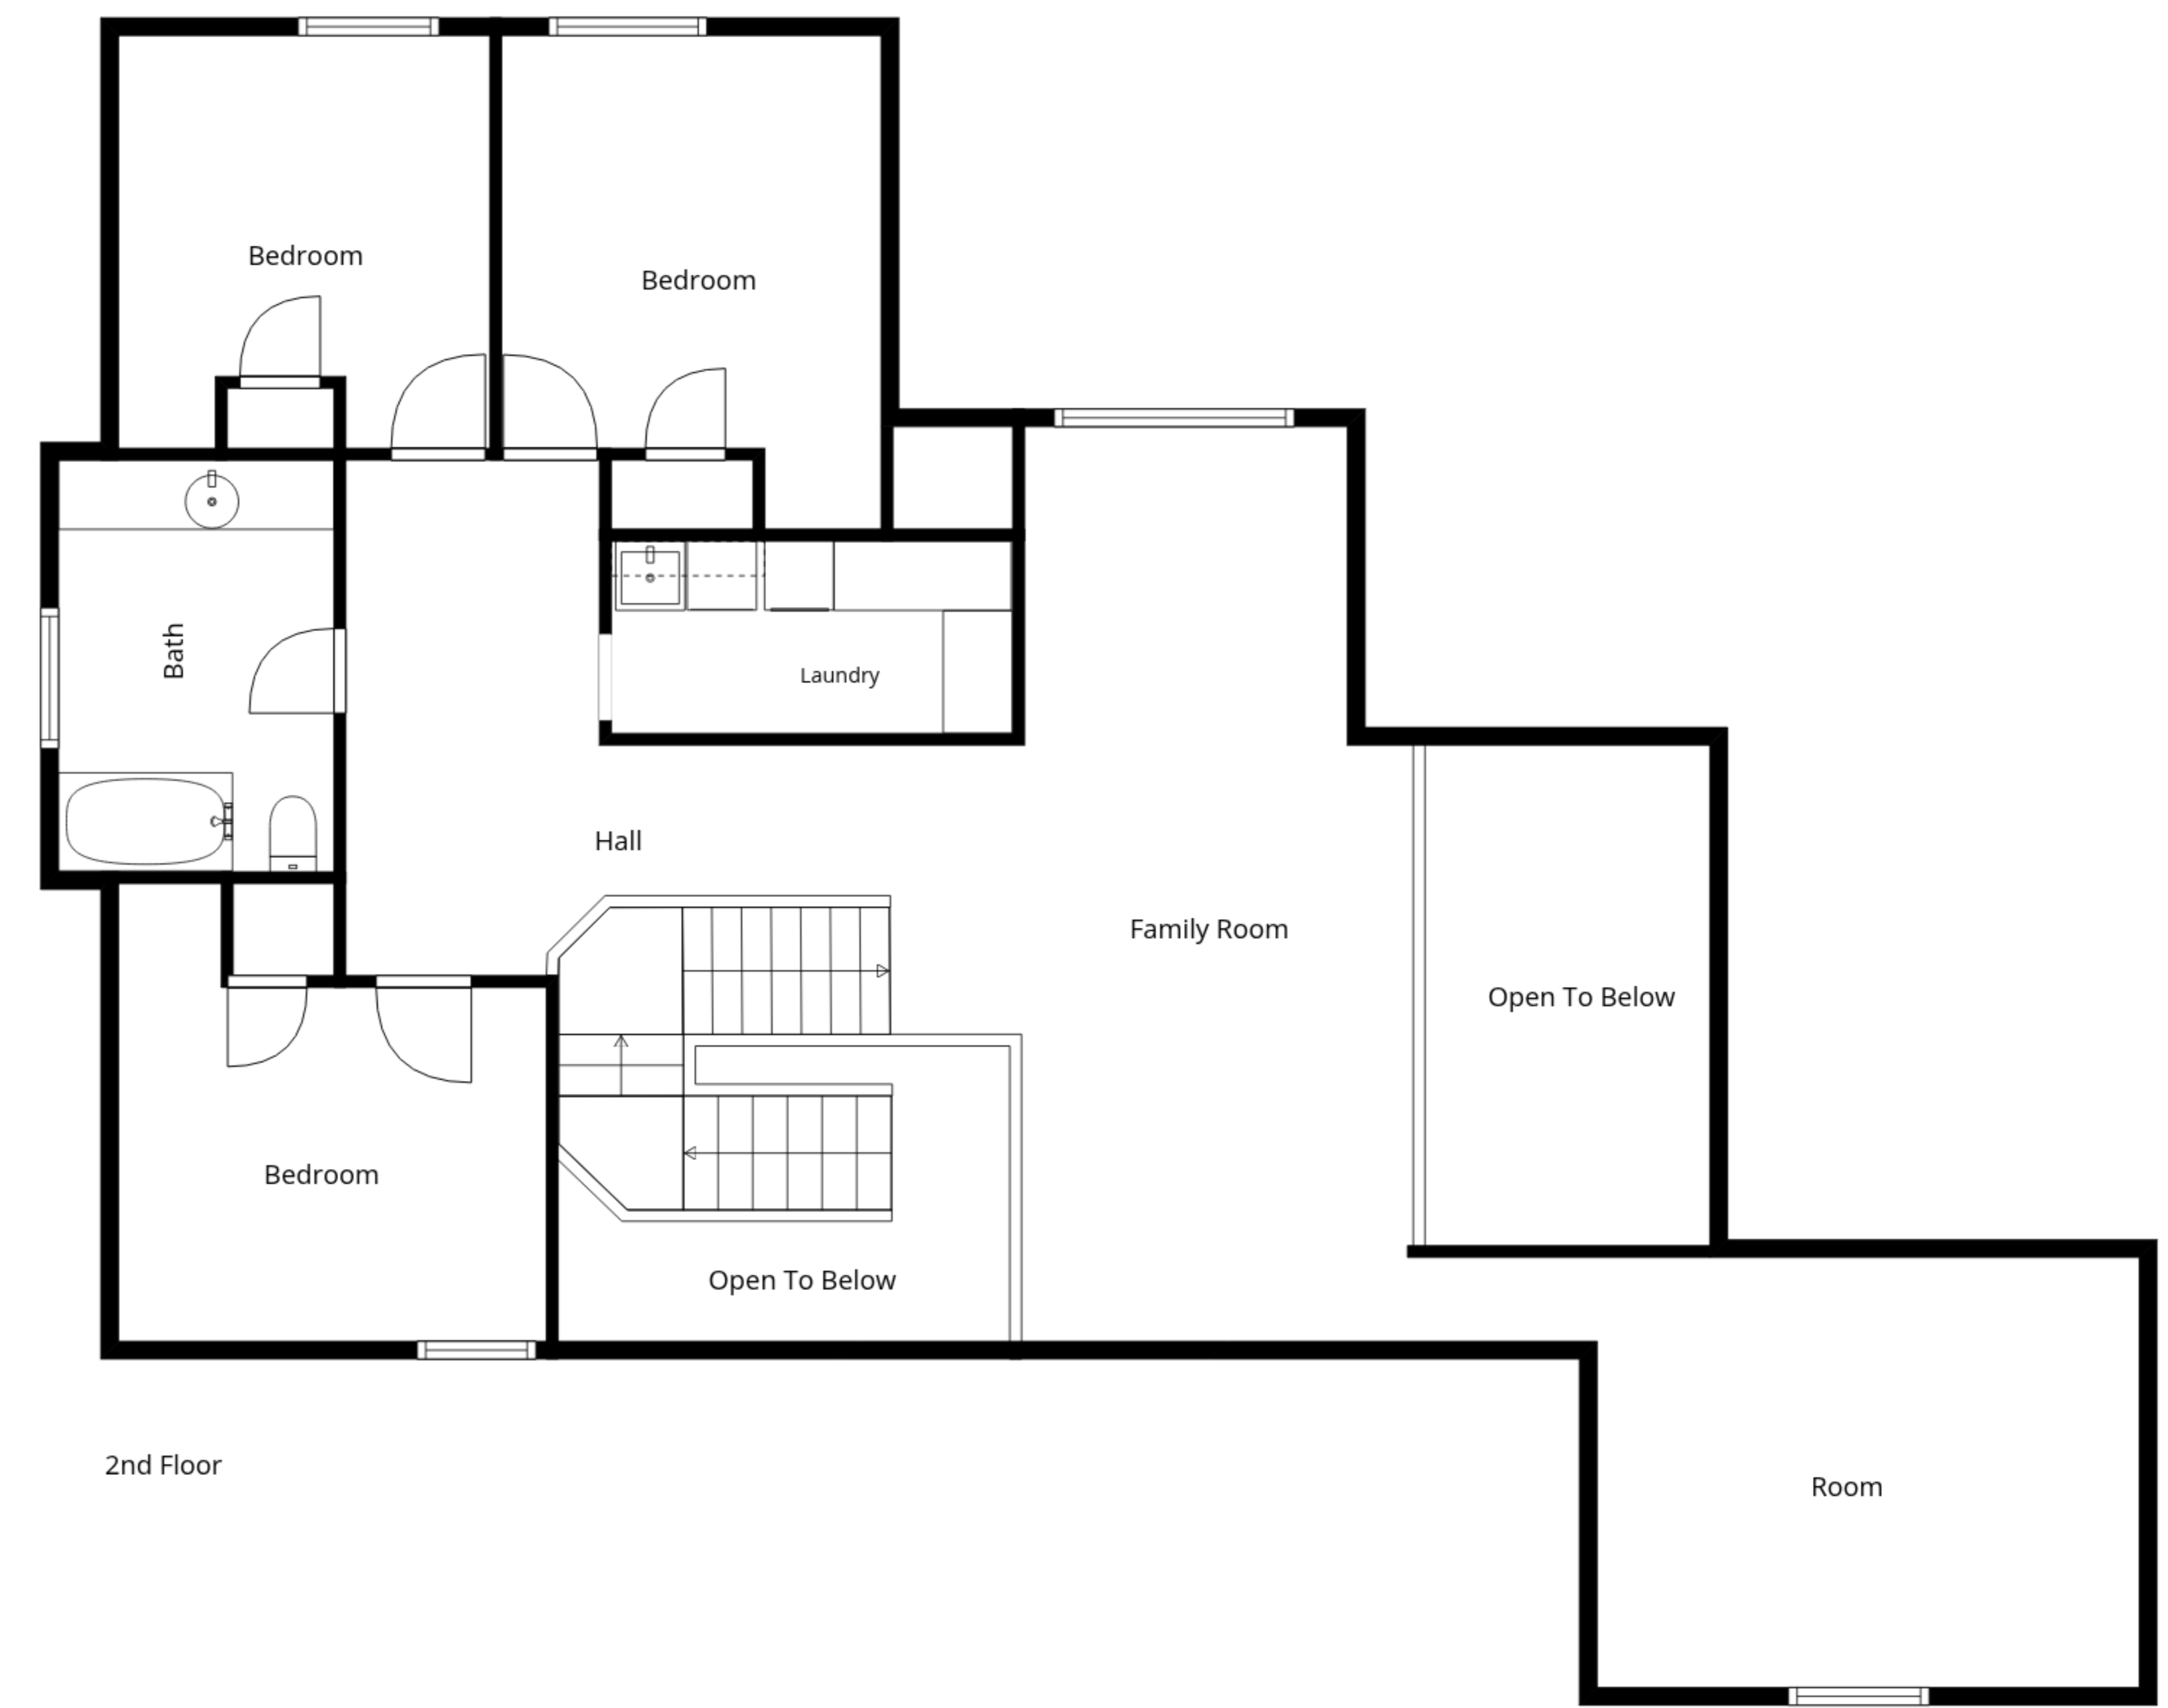 Bedroom
Bedroom
Bath
Laundry
Hall
Family Room
Open To Below
Bedroom
Open To Below
2nd Floor
Room